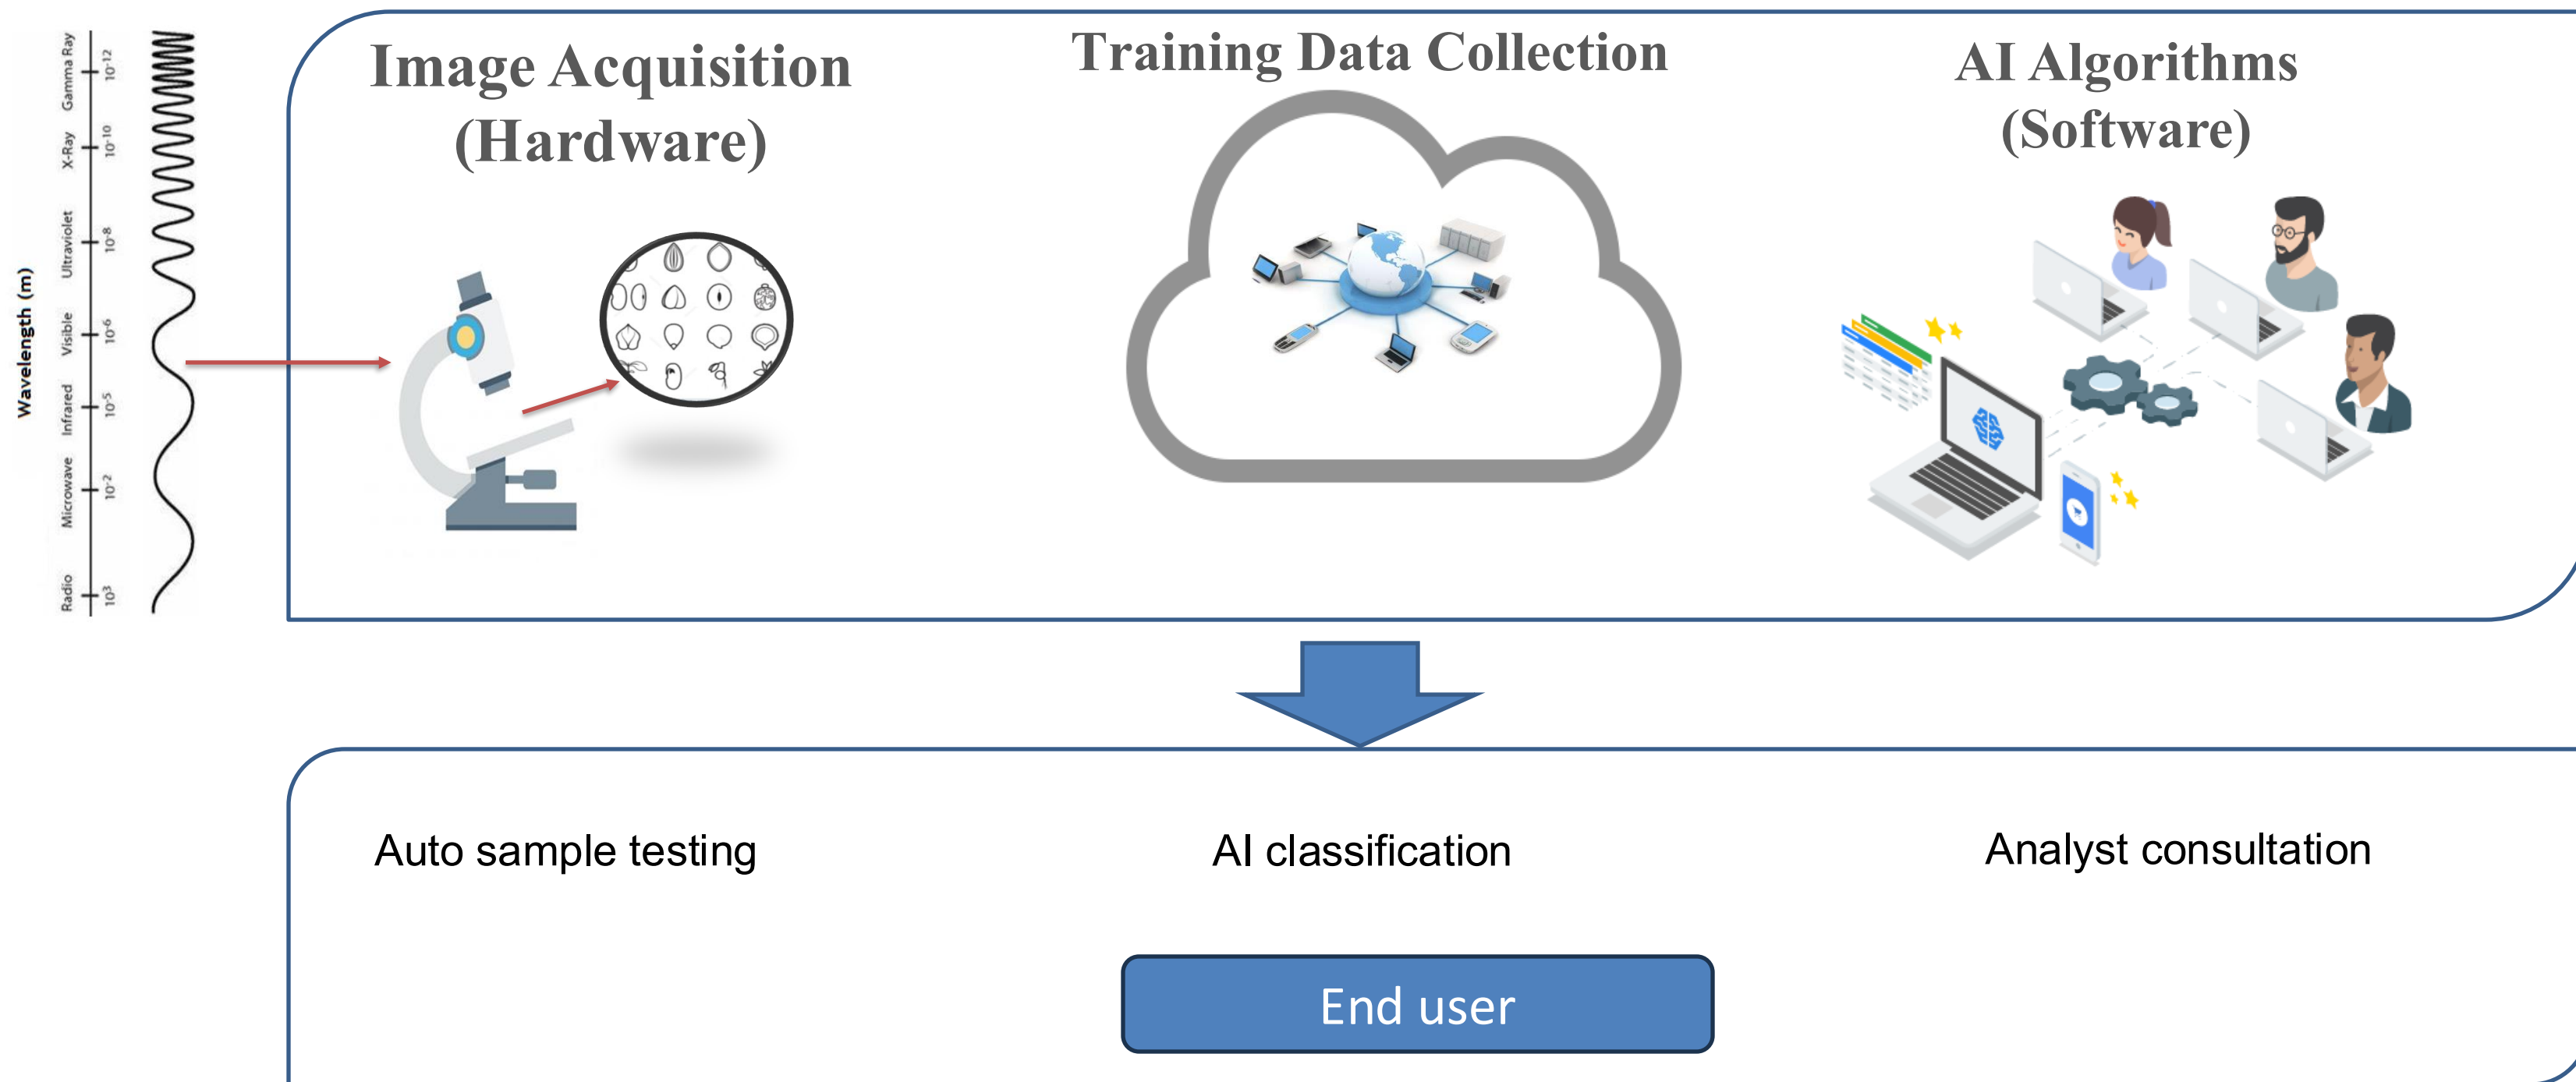 Wavelength (m)
Gamma Ray
X-Ray
Ultraviolet
Visible
Infrared
Microwave
Radio
10-12
10-10
10-8
10-6
10-5
10-2
103
Image Acquisition
(Hardware)
Training Data Collection
AI Algorithms
(Software)
Auto sample testing
AI classification
Analyst consultation
End user